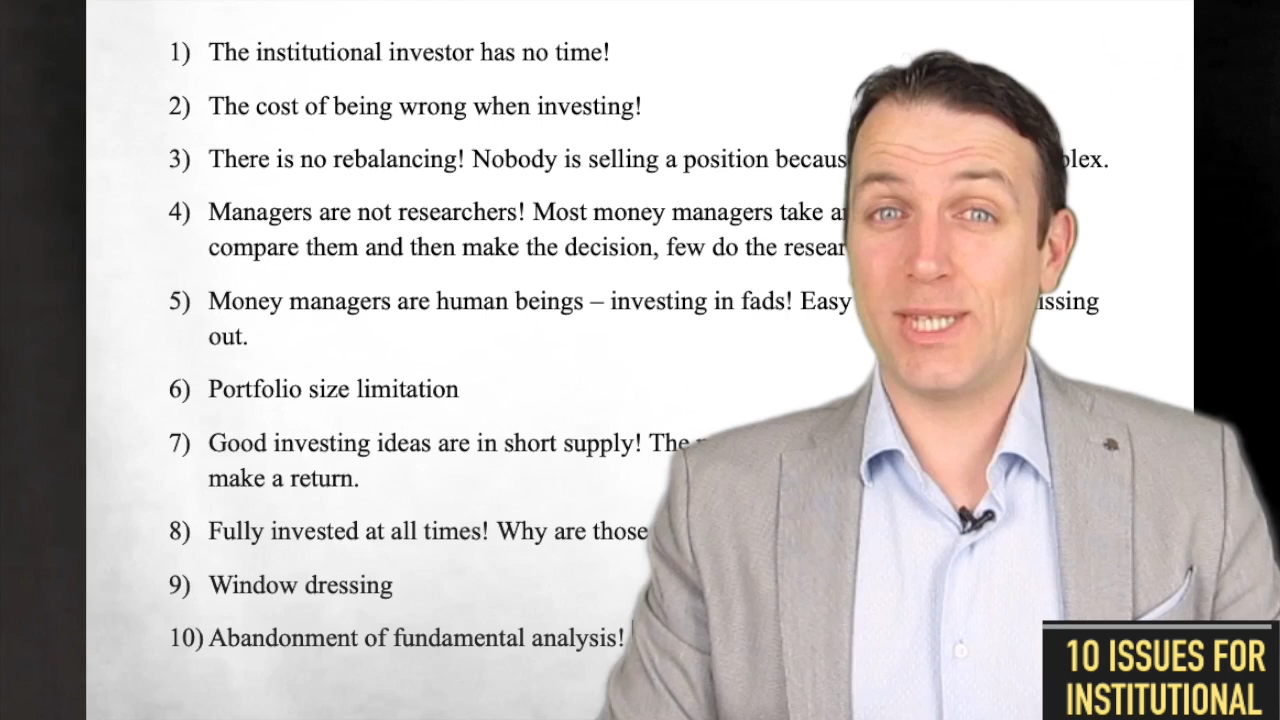 1) The institutional investor has no time!
2) The cost of being wrong when investing!
3) There is no rebalancing! Nobody is selling a position
4) Managers are not researchers! Most money managers take
compare them and then make the decision, few do the
5) Money managers are human beings – investing in fads! Easy
out.
6) Portfolio size limitation
7) Good investing ideas are in short supply! The
make a return.
8) Fully invested at all times! Why are those
9) Window dressing
10) Abandonment of fundamental analysis!
10 ISSUES FOR
INSTITUTIONAL